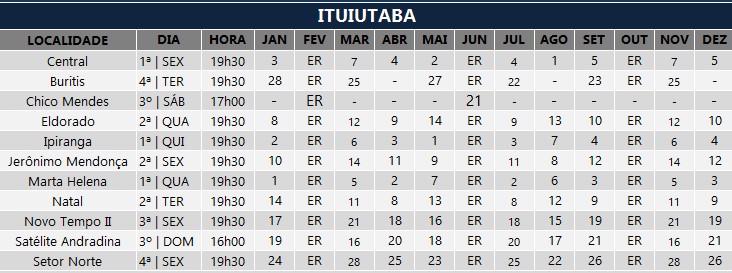 ITUIUTABA
LOCALIDADE DIA HORA JAN FEV MAR ABR MAI JUN JUL AGO SET OUT NOV DEZ
Central 1ª | SEX 19h30 3 ER 7 4 2 ER 4 1 5 ER 7 5
Buritis 4ª | TER 19h30 28 ER 25 - 27 ER 22 - 23 ER 25 -
Chico Mendes 3º | SÁB 17h00 - ER - - - 21 - - - - - -
Eldorado 2ª | QUA 19h30 8 ER 12 9 14 ER 9 13 10 ER 12 10
Ipiranga 1ª | QUI 19h30 2 ER 6 3 1 ER 3 7 4 ER 6 4
Jerônimo Mendonça 2ª | SEX 19h30 10 ER 14 11 9 ER 11 8 12 ER 14 12
Marta Helena 1ª | QUA 19h30 1 ER 5 2 7 ER 2 6 3 ER 5 3
Natal 2ª | TER 19h30 14 ER 11 8 13 ER 8 12 9 ER 11 9
Novo Tempo II 3ª | SEX 19h30 17 ER 21 18 16 ER 18 15 19 ER 21 19
Satélite Andradina 3º | DOM 16h00 19 ER 16 20 18 ER 20 17 21 ER 16 21
Setor Norte 4ª | SEX 19h30 24 ER 28 25 23 ER 25 22 26 ER 28 26